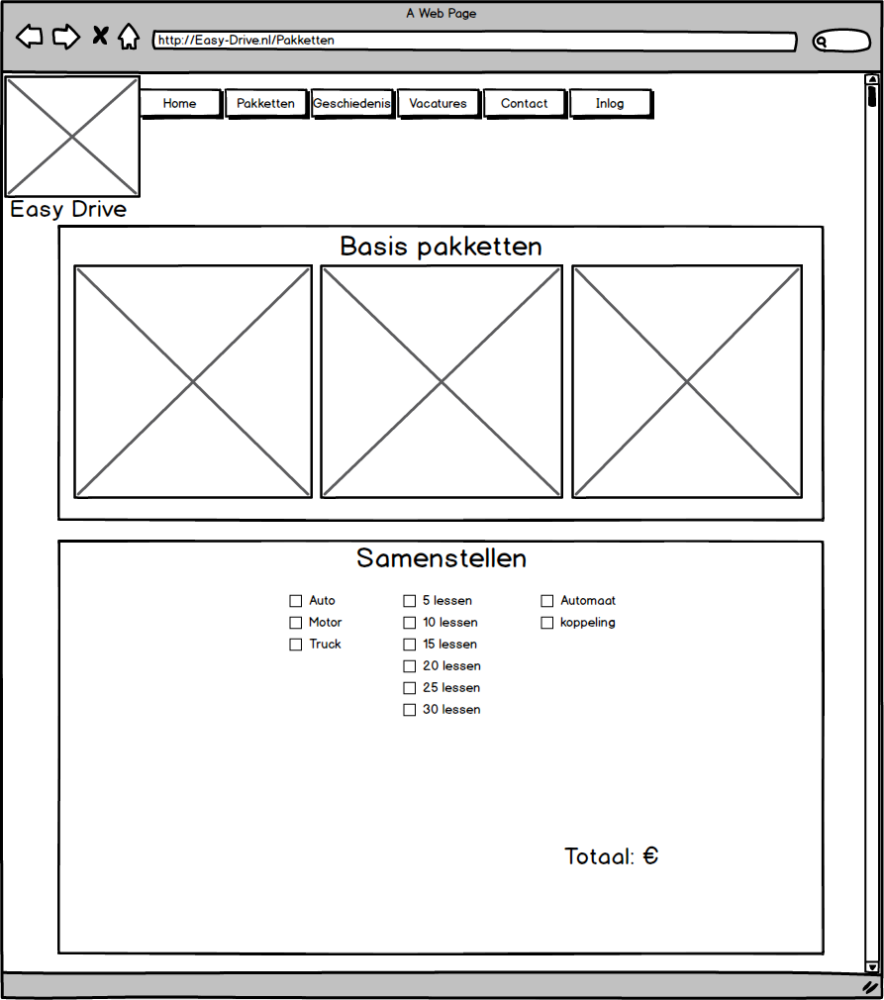 A Web Page
http://Easy-Drive.nl/Pakketten
Home Pakketten Geschiedenis Vacatures Contact Inlog
Easy Drive
Basis pakketten
Samenstellen
Auto 5 lessen Automaat
Motor 10 lessen koppeling
Truck 15 lessen
20 lessen
25 lessen
30 lessen
Totaal: €